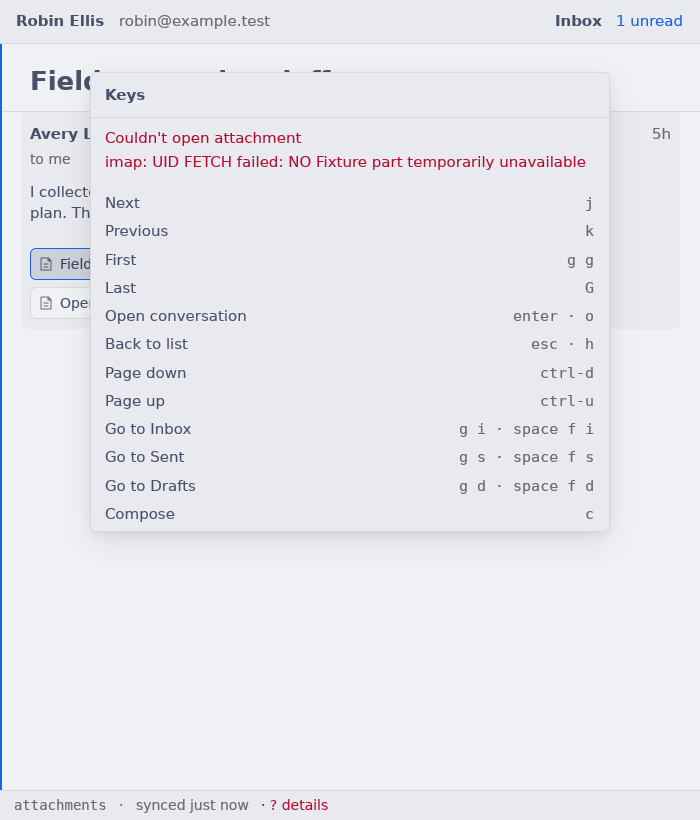 Robin Ellis robin@example.test Inbox 1 unread
Keys
Avery 5h
to me
I
plan.
Couldn't open attachment
imap: UID FETCH failed: NO Fixture part temporarily unavailable
Next j
Previous k
First g g
Last G
Open conversation enter · o
Back to list esc · h
Page down ctrl-d
Page up ctrl-u
Go to Inbox g i · space f i
Go to Sent g s · space f s
Go to Drafts g d · space f d
Compose c
attachments · synced just now · ? details